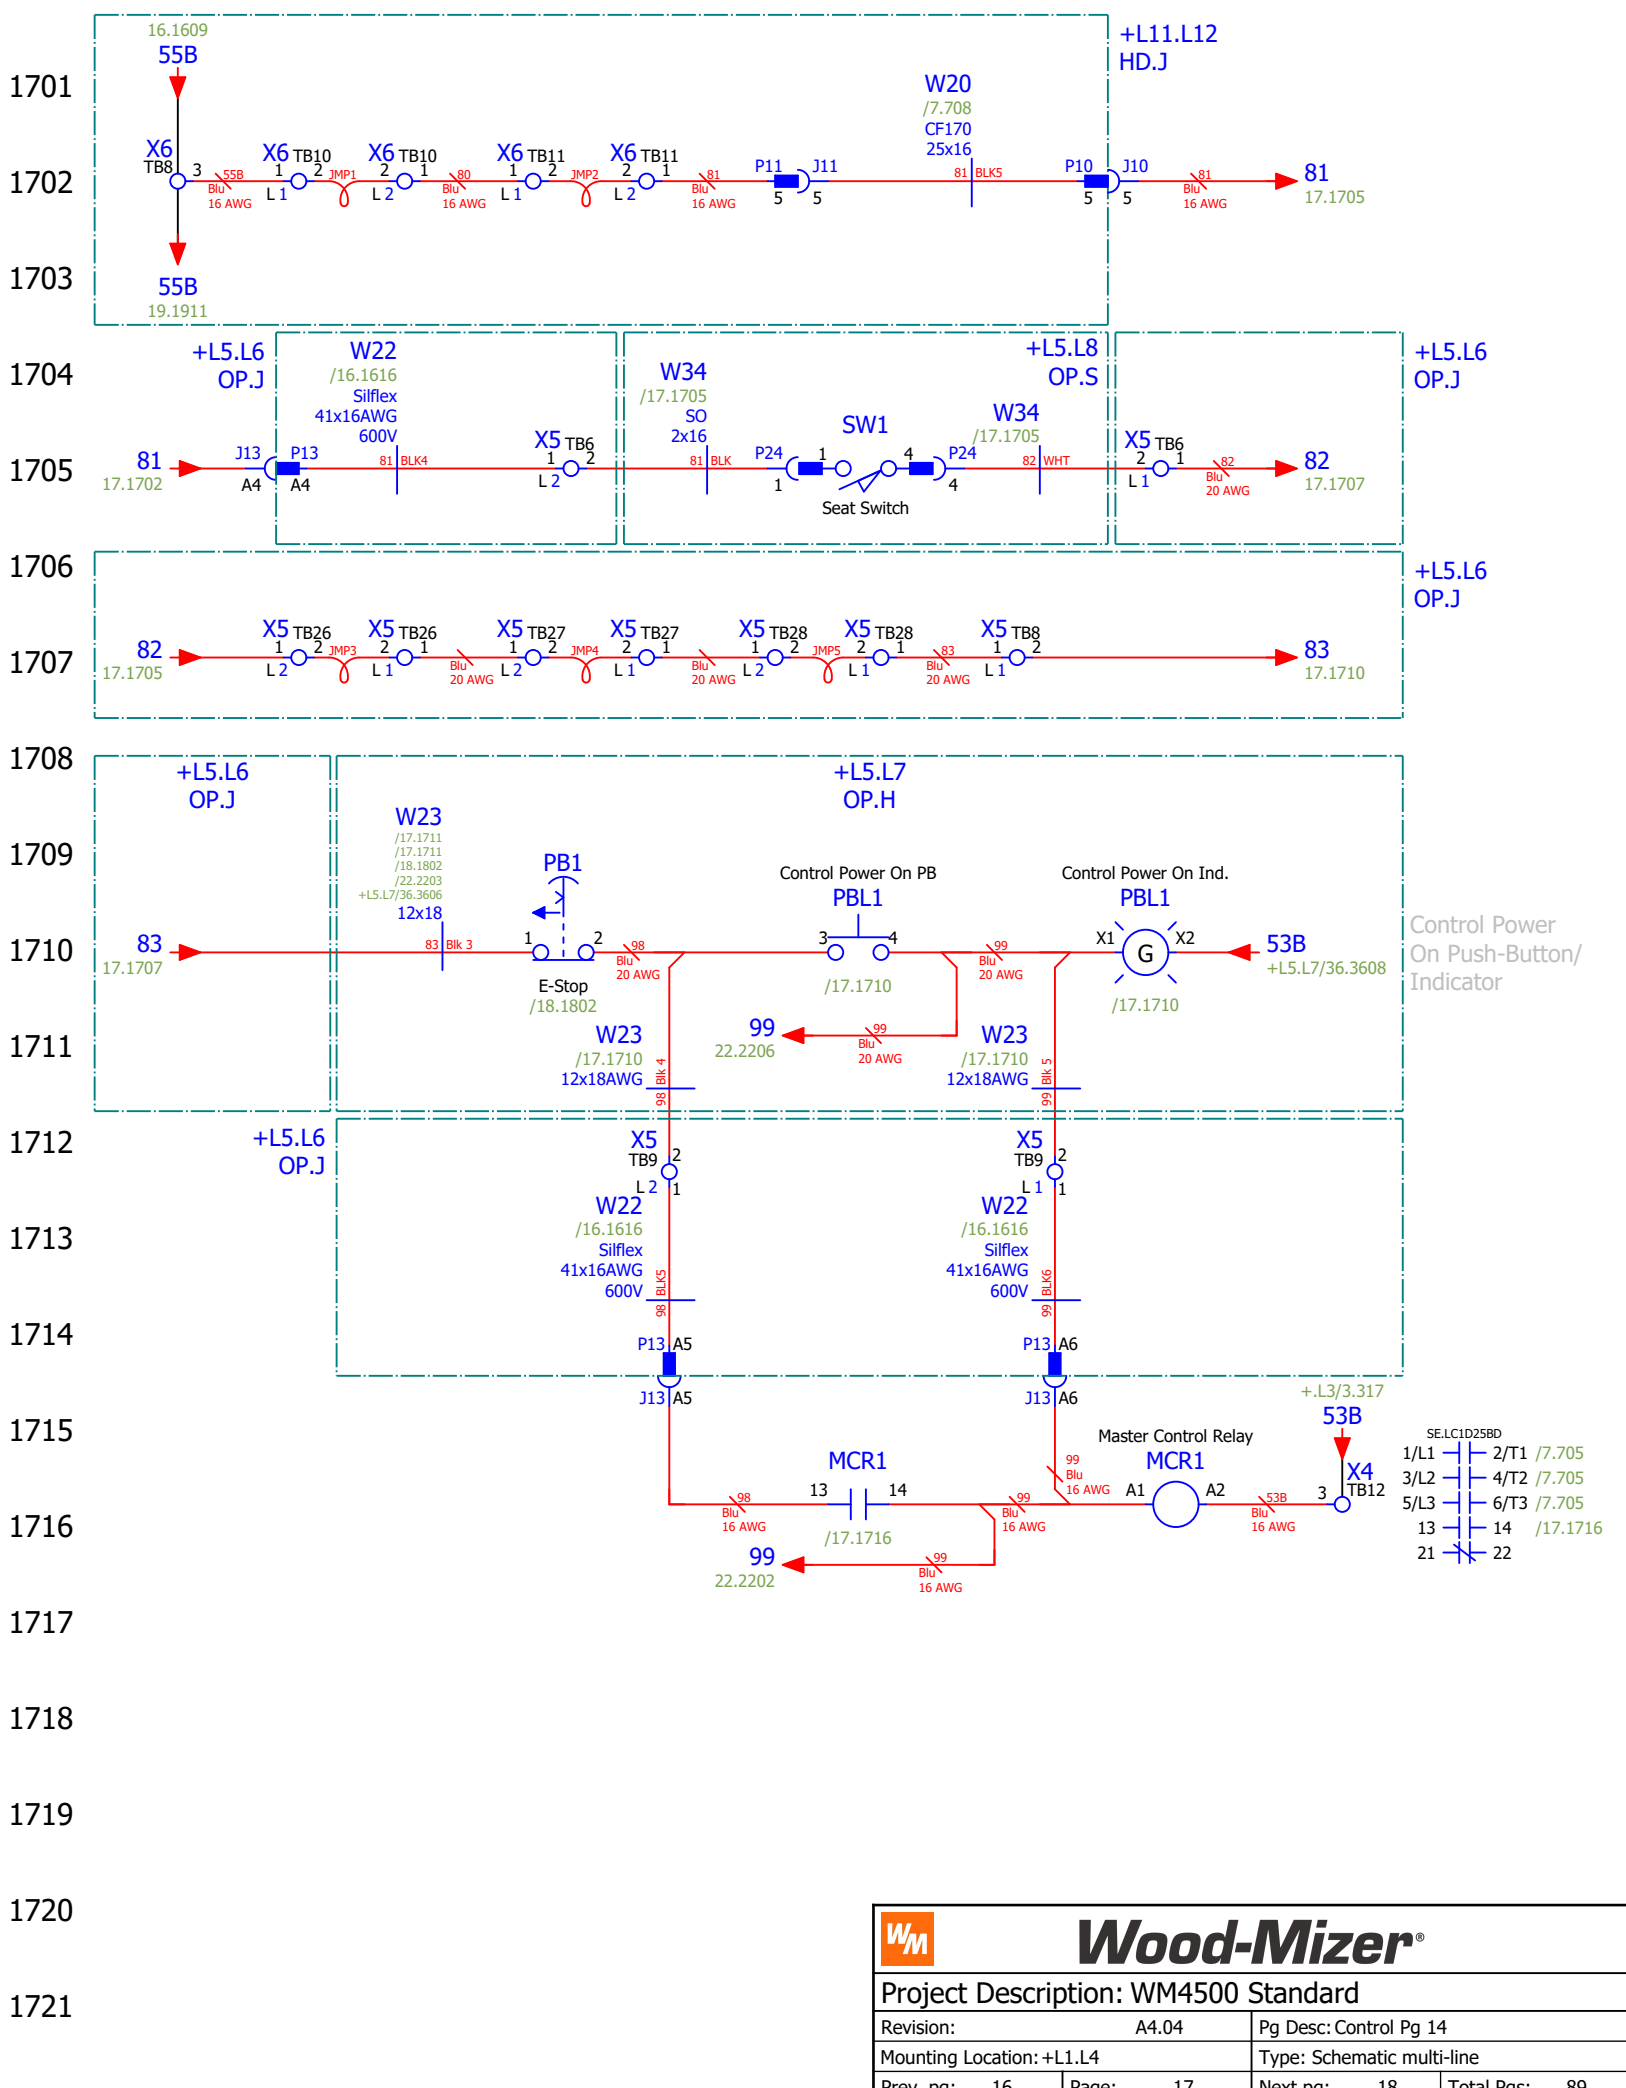 16.1609
55B
+L11.L12
HD.J
1701
W20
/7.708
CF170
25x16
X6
TB8
3
55B
Blu
16 AWG
X6 TB10
1 2
L 1
JMP1
X6 TB10
2 1
L 2
80
Blu
16 AWG
X6 TB11
1 2
L 1
JMP2
X6 TB11
2 1
L 2
81
Blu
16 AWG
P11 J11
5 5
81 BLK5
P10 J10
5 5
81
Blu
16 AWG
81
17.1705
1702
1703
55B
19.1911
1704
+L5.L6
OP.J
W22
/16.1616
Silflex
41x16AWG
600V
W34
/17.1705
SO
2x16
+L5.L8
OP.S
W34
/17.1705
+L5.L6
OP.J
1705
81
17.1702
J13 P13
A4 A4
81 BLK4
X5 TB6
1 2
L 2
81 BLK
P24
1
1
SW1
4
Seat Switch
P24
4
82 WHT
X5 TB6
2 1
L 1
82
Blu
20 AWG
82
17.1707
1706
+L5.L6
OP.J
1707
82
17.1705
X5 TB26
1 2
L 2
JMP3
X5 TB26
2 1
L 1
Blu
20 AWG
X5 TB27
1 2
L 2
JMP4
X5 TB27
2 1
L 1
Blu
20 AWG
X5 TB28
1 2
L 2
JMP5
X5 TB28
2 1
L 1
83
Blu
20 AWG
X5 TB8
1 2
L 1
83
17.1710
1708
+L5.L6
OP.J
+L5.L7
OP.H
1709
W23
/17.1711
/17.1711
/18.1802
/22.2203
+L5.L7/36.3606
12x18
PB1
Control Power On PB
PBL1
Control Power On Ind.
PBL1
1710
83
17.1707
83 Blk 3
1 2
E-Stop
/18.1802
98
Blu
20 AWG
3 4
/17.1710
99
Blu
20 AWG
X1 G X2
/17.1710
53B
+L5.L7/36.3608
Control Power
On Push-Button/
Indicator
1711
W23
/17.1710
12x18AWG
98 Blk 4
99
22.2206
99
Blu
20 AWG
W23
/17.1710
12x18AWG
99 Blk 5
1712
+L5.L6
OP.J
X5
TB9
2
L 2 1
X5
TB9
2
L 1 1
1713
W22
/16.1616
Silflex
41x16AWG
600V
98 BLK5
W22
/16.1616
Silflex
41x16AWG
600V
99 BLK6
1714
P13 A5
J13 A5
P13 A6
J13 A6
1715
MCR1
13 14
/17.1716
Master Control Relay
MCR1
A1 A2
+.L3/3.317
53B
X4
TB12
3
SE.LC1D25BD
1/L1 2/T1 /7.705
3/L2 4/T2 /7.705
5/L3 6/T3 /7.705
13 14 /17.1716
21 22
1716
98
Blu
16 AWG
99
Blu
16 AWG
99
Blu
16 AWG
53B
Blu
16 AWG
99
22.2202
99
Blu
16 AWG
1717
1718
1719
1720
1721
WM
Wood-Mizer®
Project Description: WM4500 Standard
Revision: A4.04 Pg Desc: Control Pg 14
Mounting Location: +L1.L4 Type: Schematic multi-line
Prev. pg: 16 Page: 17 Next pg: 18 Total Pgs: 89